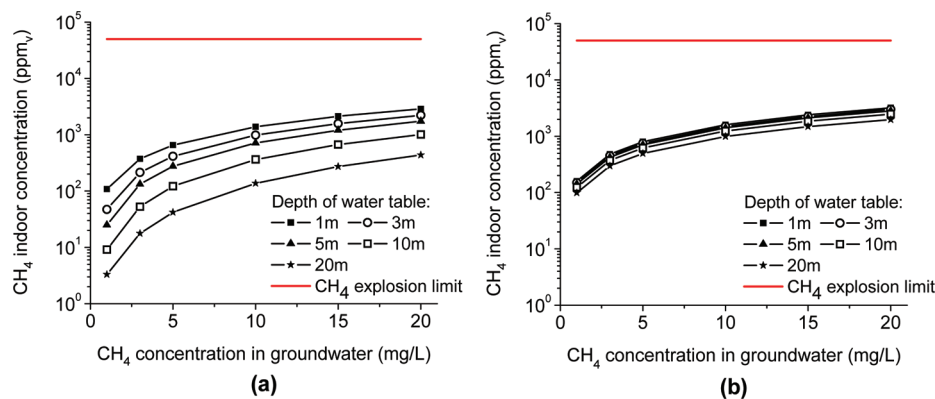 CH4 indoor concentration (ppmv)
10^5
10^4
10^3
10^2
10^1
10^0
Depth of water table:
1m 3m
5m 10m
20m
CH4 explosion limit
0 5 10 15 20
CH4 concentration in groundwater (mg/L)
(a)
CH4 indoor concentration (ppmv)
10^5
10^4
10^3
10^2
10^1
10^0
Depth of water table:
1m 3m
5m 10m
20m
CH4 explosion limit
0 5 10 15 20
CH4 concentration in groundwater (mg/L)
(b)